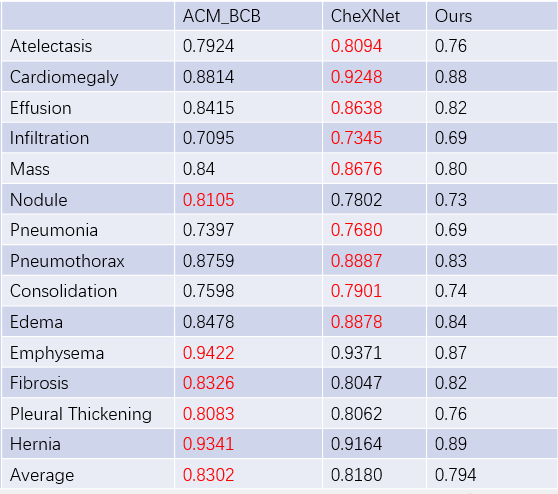 ACM_BCB CheXNet Ours
Atelectasis 0.7924 0.8094 0.76
Cardiomegaly 0.8814 0.9248 0.88
Effusion 0.8415 0.8638 0.82
Infiltration 0.7095 0.7345 0.69
Mass 0.84 0.8676 0.80
Nodule 0.8105 0.7802 0.73
Pneumonia 0.7397 0.7680 0.69
Pneumothorax 0.8759 0.8887 0.83
Consolidation 0.7598 0.7901 0.74
Edema 0.8478 0.8878 0.84
Emphysema 0.9422 0.9371 0.87
Fibrosis 0.8326 0.8047 0.82
Pleural Thickening 0.8083 0.8062 0.76
Hernia 0.9341 0.9164 0.89
Average 0.8302 0.8180 0.794